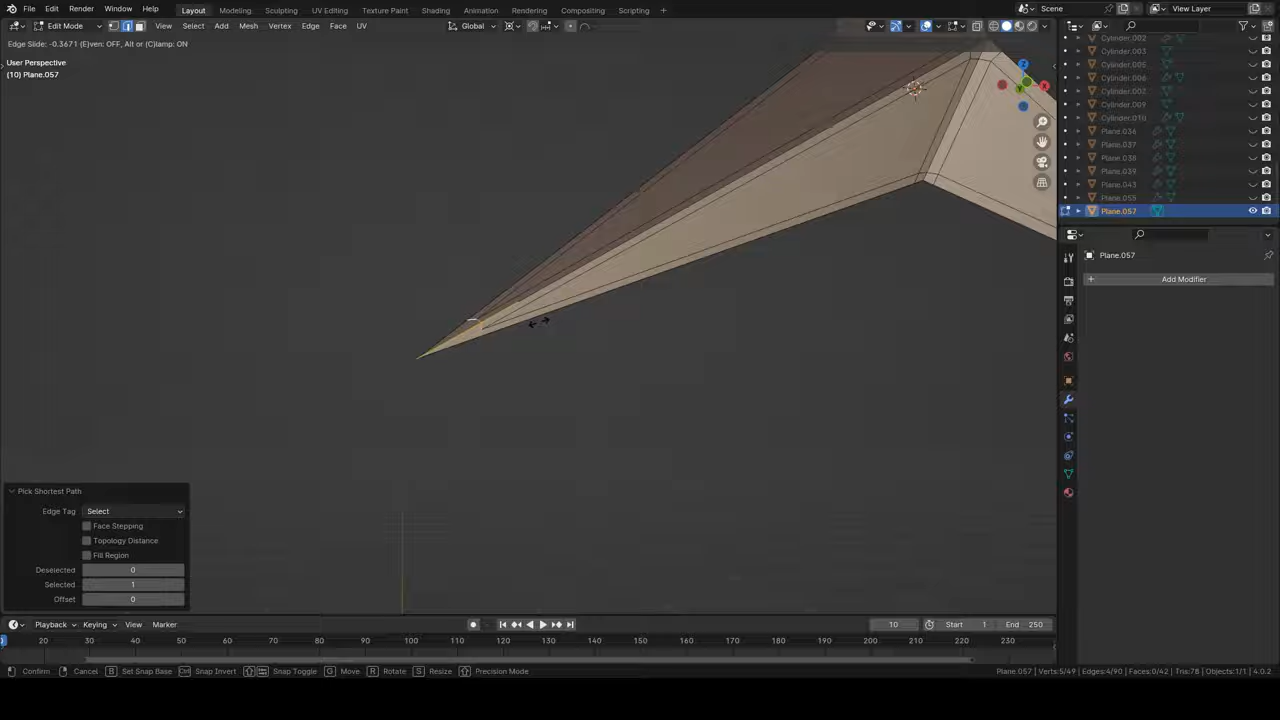 File Edit Render Window Help Layout Modeling Sculpting UV Editing Texture Paint Shading Animation Rendering Compositing Scripting + Scene View Layer
Edit Mode View Select Add Mesh Vertex Edge Face UV Global
Edge Slide: -0.3671 (E)ven: OFF, Alt or (C)lamp: ON
User Perspective
(10) Plane.057
Z
X
Y
Cylinder.002
Cylinder.003
Cylinder.005
Cylinder.006
Cylinder.007
Cylinder.009
Cylinder.010
Plane.036
Plane.037
Plane.038
Plane.039
Plane.043
Plane.055
Plane.057
Plane.057
+ Add Modifier
Pick Shortest Path
Edge Tag Select
Face Stepping
Topology Distance
Fill Region
Deselected 0
Selected 1
Offset 0
Playback Keying View Marker 10 Start 1 End 250
20 30 40 50 60 70 80 90 100 110 120 130 140 150 160 170 180 190 200 210 220 230
Confirm Cancel B Set Snap Base Ctrl Snap Invert Snap Toggle G Move R Rotate S Resize Precision Mode Plane.057 | Verts:5/49 | Edges:4/90 | Faces:0/42 | Tris:78 | Objects:1/1 | 4.0.2